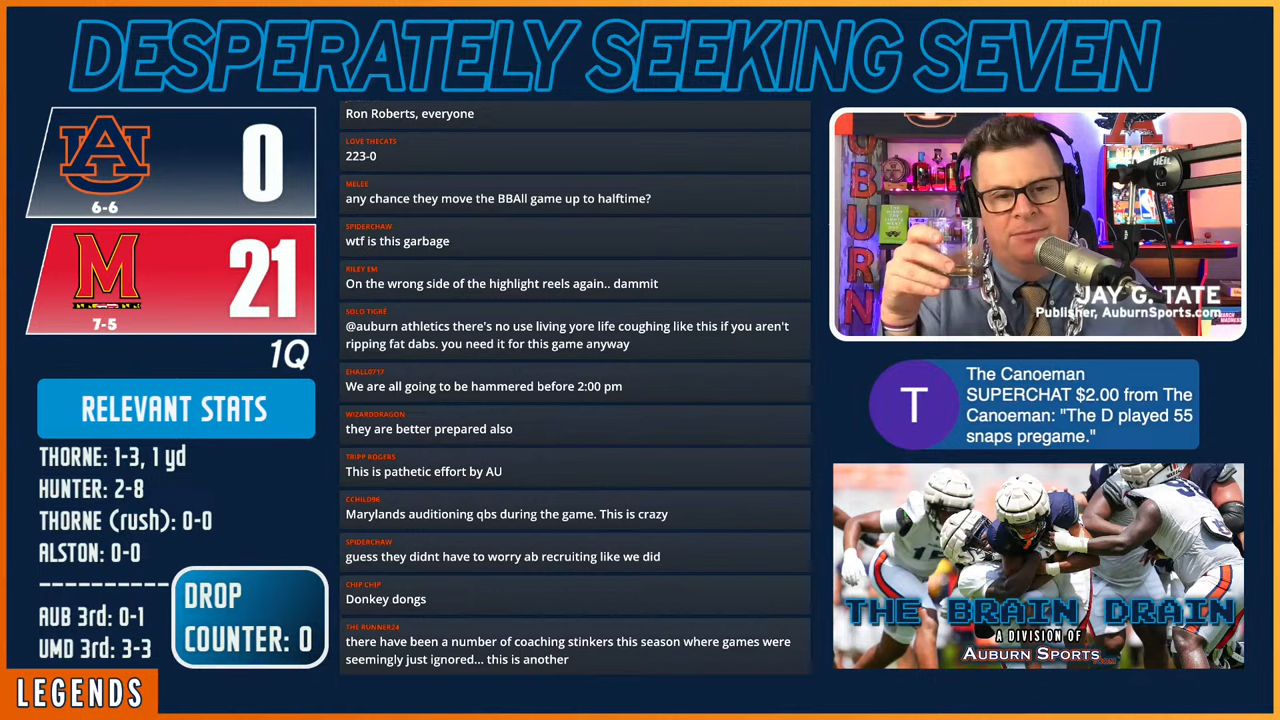 DESPERATELY SEEKING SEVEN
AU
0
6-6
M
21
7-5
1Q
RELEVANT STATS
THORNE: 1-3, 1 yd
HUNTER: 2-8
THORNE (rush): 0-0
ALSTON: 0-0
AUB 3rd: 0-1
UMD 3rd: 3-3
DROP
COUNTER: 0
LEGENDS
Ron Roberts, everyone
LOVE THECATS
223-0
MELEE
any chance they move the BBAll game up to halftime?
SPIDERCHAW
wtf is this garbage
RILEY EM
On the wrong side of the highlight reels again.. dammit
SOLO TIGRE
@auburn athletics there's no use living yore life coughing like this if you aren't
ripping fat dabs. you need it for this game anyway
EHALL0717
We are all going to be hammered before 2:00 pm
WIZARDRAGON
they are better prepared also
TRIPP ROGERS
This is pathetic effort by AU
CCHILD96
Marylands auditioning qbs during the game. This is crazy
SPIDERCHAW
guess they didnt have to worry ab recruiting like we did
CHIP CHIP
Donkey dongs
THE RUNNER24
there have been a number of coaching stinkers this season where games were
seemingly just ignored... this is another
UBURN
HEIL
JAY G. TATE
Publisher, AuburnSports.com
T
The Canoeman
SUPERCHAT $2.00 from The
Canoeman: "The D played 55
snaps pregame."
THE BRAIN DRAIN
A DIVISION OF
AUBURN SPORTS.COM